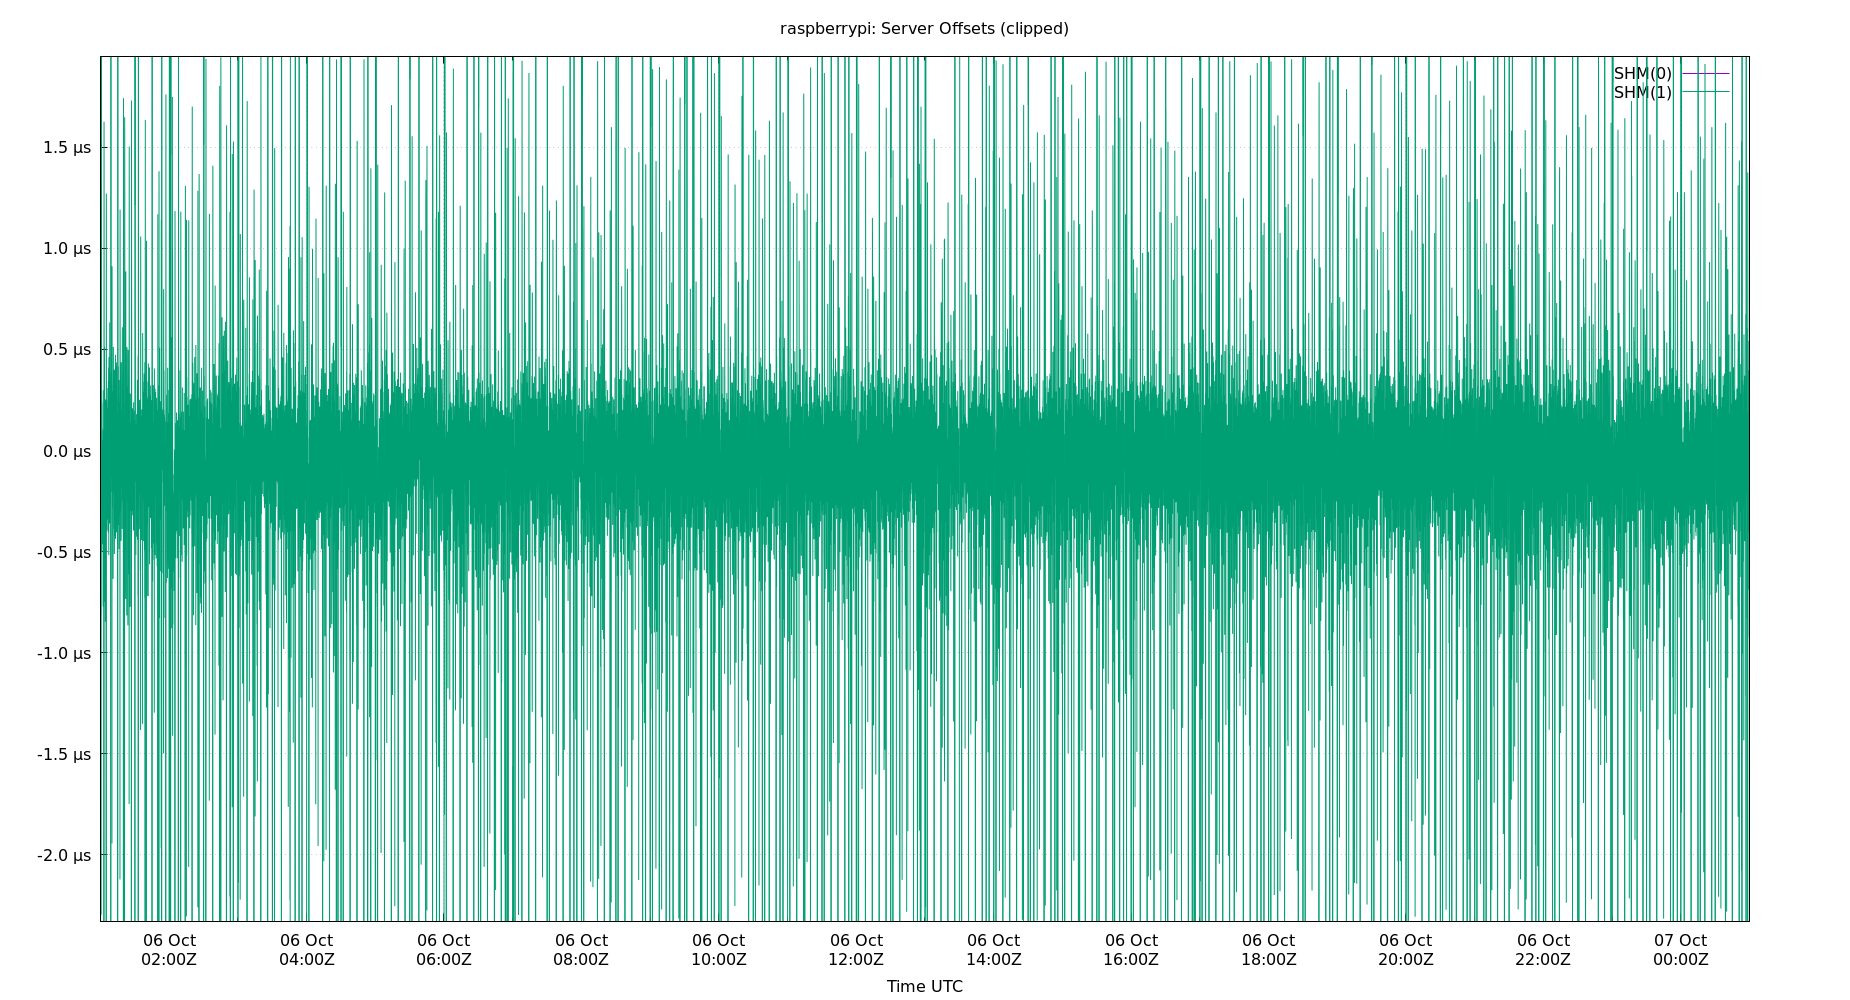 raspberrypi: Server Offsets (clipped)
SHM(0)
SHM(1)
1.5 µs
1.0 µs
0.5 µs
0.0 µs
-0.5 µs
-1.0 µs
-1.5 µs
-2.0 µs
06 Oct 06 Oct 06 Oct 06 Oct 06 Oct 06 Oct 06 Oct 06 Oct 06 Oct 06 Oct 06 Oct 07 Oct
02:00Z 04:00Z 06:00Z 08:00Z 10:00Z 12:00Z 14:00Z 16:00Z 18:00Z 20:00Z 22:00Z 00:00Z
Time UTC